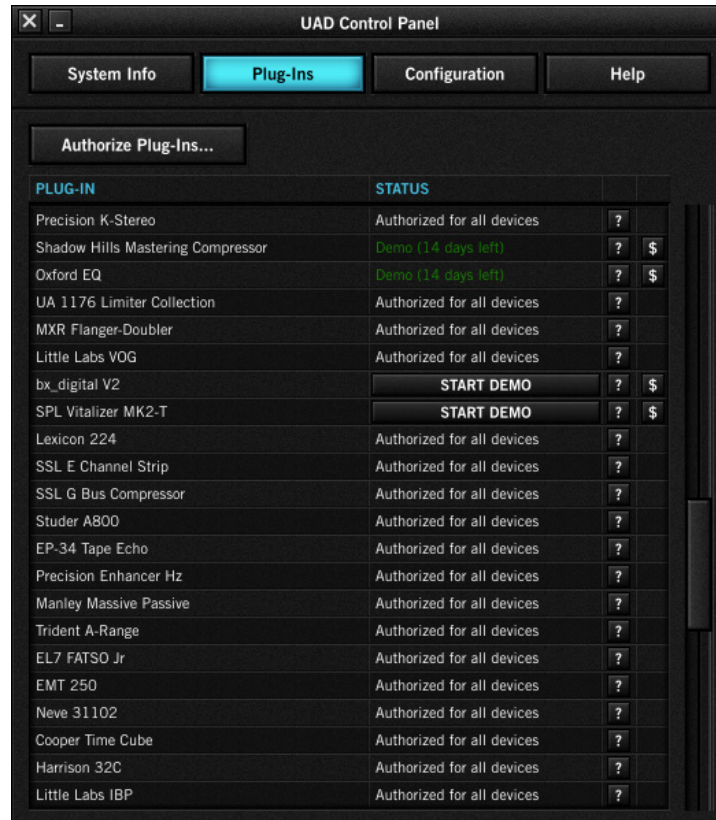 UAD Control Panel
System Info Plug-Ins Configuration Help
Authorize Plug-Ins...
PLUG-IN STATUS
Precision K-Stereo Authorized for all devices ?
Shadow Hills Mastering Compressor Demo (14 days left) ? $
Oxford EQ Demo (14 days left) ? $
UA 1176 Limiter Collection Authorized for all devices ?
MXR Flanger-Doubler Authorized for all devices ?
Little Labs VOG Authorized for all devices ?
bx_digital V2 START DEMO ? $
SPL Vitalizer MK2-T START DEMO ? $
Lexicon 224 Authorized for all devices ?
SSL E Channel Strip Authorized for all devices ?
SSL G Bus Compressor Authorized for all devices ?
Studer A800 Authorized for all devices ?
EP-34 Tape Echo Authorized for all devices ?
Precision Enhancer Hz Authorized for all devices ?
Manley Massive Passive Authorized for all devices ?
Trident A-Range Authorized for all devices ?
EL7 FATSO Jr Authorized for all devices ?
EMT 250 Authorized for all devices ?
Neve 31102 Authorized for all devices ?
Cooper Time Cube Authorized for all devices ?
Harrison 32C Authorized for all devices ?
Little Labs IBP Authorized for all devices ?